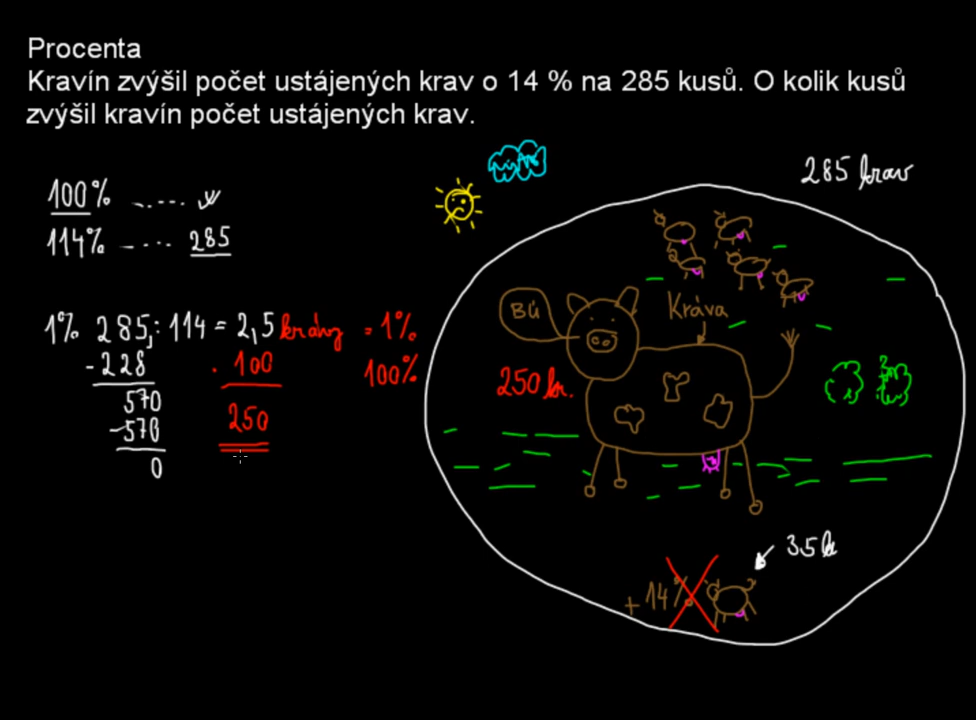 Procenta
Kravín zvýšil počet ustájených krav o 14 % na 285 kusů. O kolik kusů
zvýšil kravín počet ustájených krav.
285 krav
100%
114% ---- 285
BÚ
Kráva
1% 285,: 114 = 2,5 krávy = 1%
-228 . 100 100%
570 250
-570
0
250 kr.
35 k
+14%